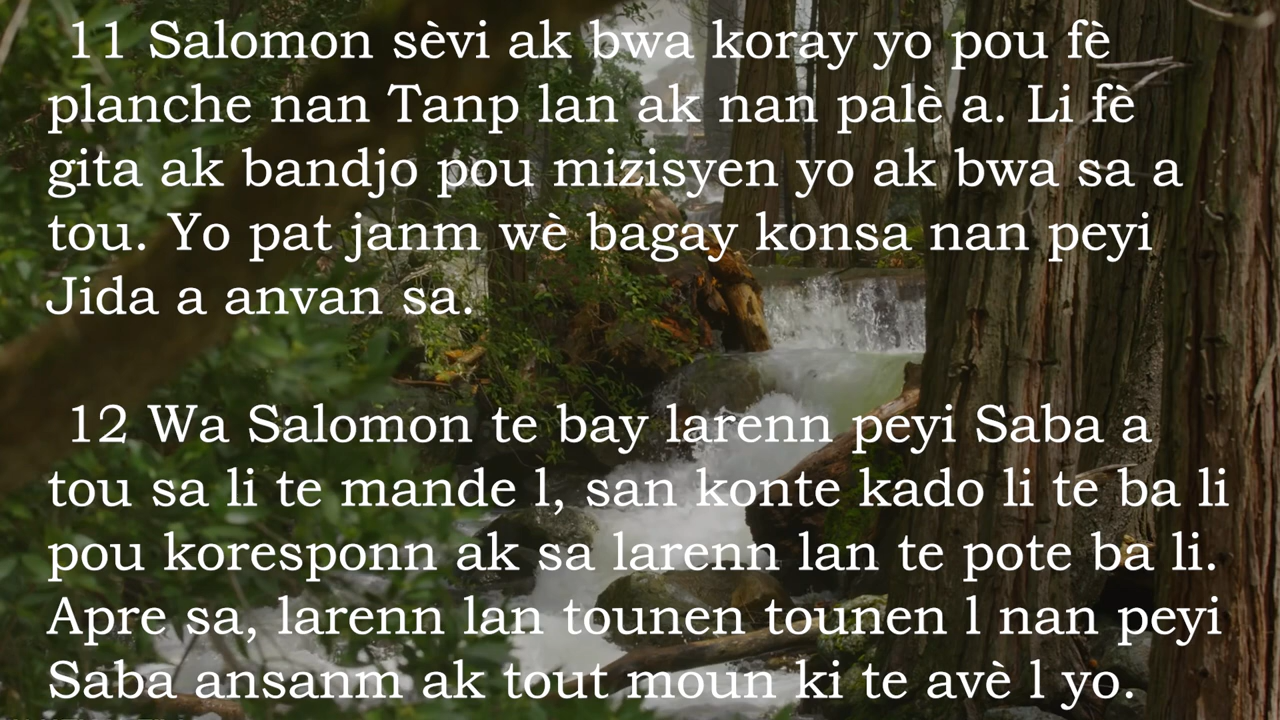 11 Salomon sèvi ak bwa koray yo pou fè
planche nan Tanp lan ak nan palè a. Li fè
gita ak bandjo pou mizisyen yo ak bwa sa a
tou. Yo pat janm wè bagay konsa nan peyi
Jida a anvan sa.
12 Wa Salomon te bay larenn peyi Saba a
tou sa li te mande l, san konte kado li te ba li
pou koresponn ak sa larenn lan te pote ba li.
Apre sa, larenn lan tounen tounen l nan peyi
Saba ansanm ak tout moun ki te avè l yo.